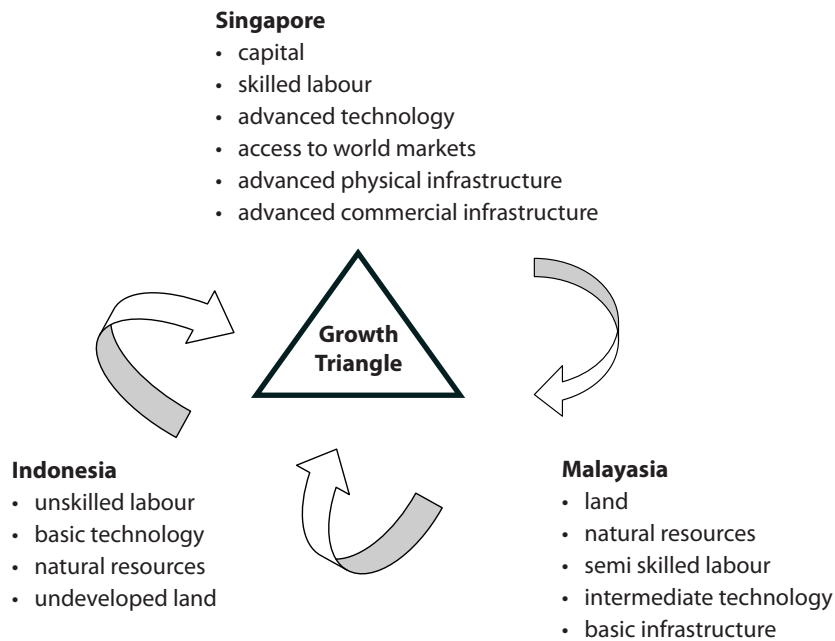 Singapore
• capital
• skilled labour
• advanced technology
• access to world markets
• advanced physical infrastructure
• advanced commercial infrastructure
Growth
Triangle
Indonesia
• unskilled labour
• basic technology
• natural resources
• undeveloped land
Malayasia
• land
• natural resources
• semi skilled labour
• intermediate technology
• basic infrastructure